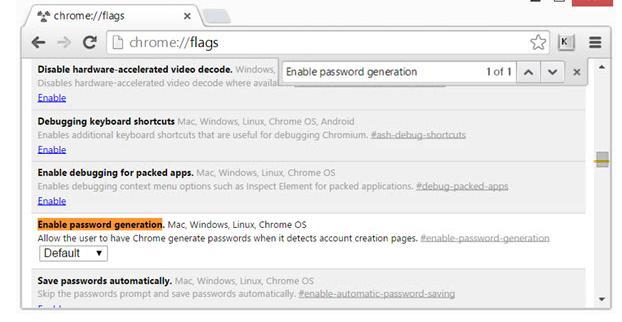 chrome://flags
chrome://flags
K
Enable password generation 1 of 1
Disable hardware-accelerated video decode. Windows,
Disables hardware-accelerated video decode where availa
Enable
Debugging keyboard shortcuts Mac, Windows, Linux, Chrome OS, Android
Enables additional keyboard shortcuts that are useful for debugging Chromium. #ash-debug-shortcuts
Enable
Enable debugging for packed apps. Mac, Windows, Linux, Chrome OS
Enables debugging context menu options such as Inspect Element for packed applications. #debug-packed-apps
Enable
Enable password generation. Mac, Windows, Linux, Chrome OS
Allow the user to have Chrome generate passwords when it detects account creation pages. #enable-password-generation
Default
Save passwords automatically. Mac, Windows, Linux, Chrome OS
Skip the passwords prompt and save passwords automatically. #enable-automatic-password-saving
Enable